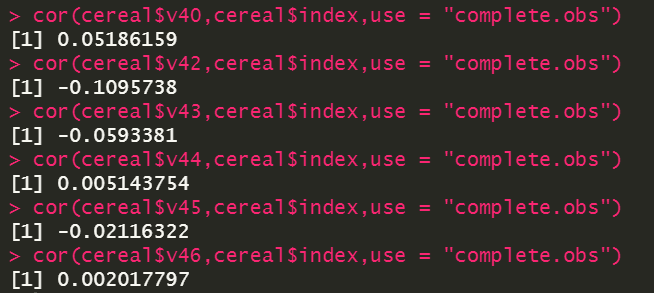 > cor(cereal$v40,cereal$index,use = "complete.obs")
[1] 0.05186159
> cor(cereal$v42,cereal$index,use = "complete.obs")
[1] -0.1095738
> cor(cereal$v43,cereal$index,use = "complete.obs")
[1] -0.0593381
> cor(cereal$v44,cereal$index,use = "complete.obs")
[1] 0.005143754
> cor(cereal$v45,cereal$index,use = "complete.obs")
[1] -0.02116322
> cor(cereal$v46,cereal$index,use = "complete.obs")
[1] 0.002017797